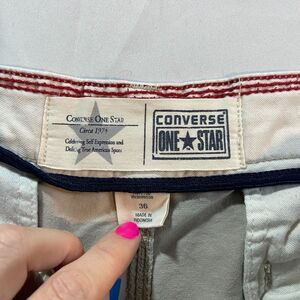 CONVERSE ONE STAR
Circa 1974
Celebrating Self Expression and
Defining True American Sport
CONVERSE
ONE STAR
36
MADE IN
INDONESIA